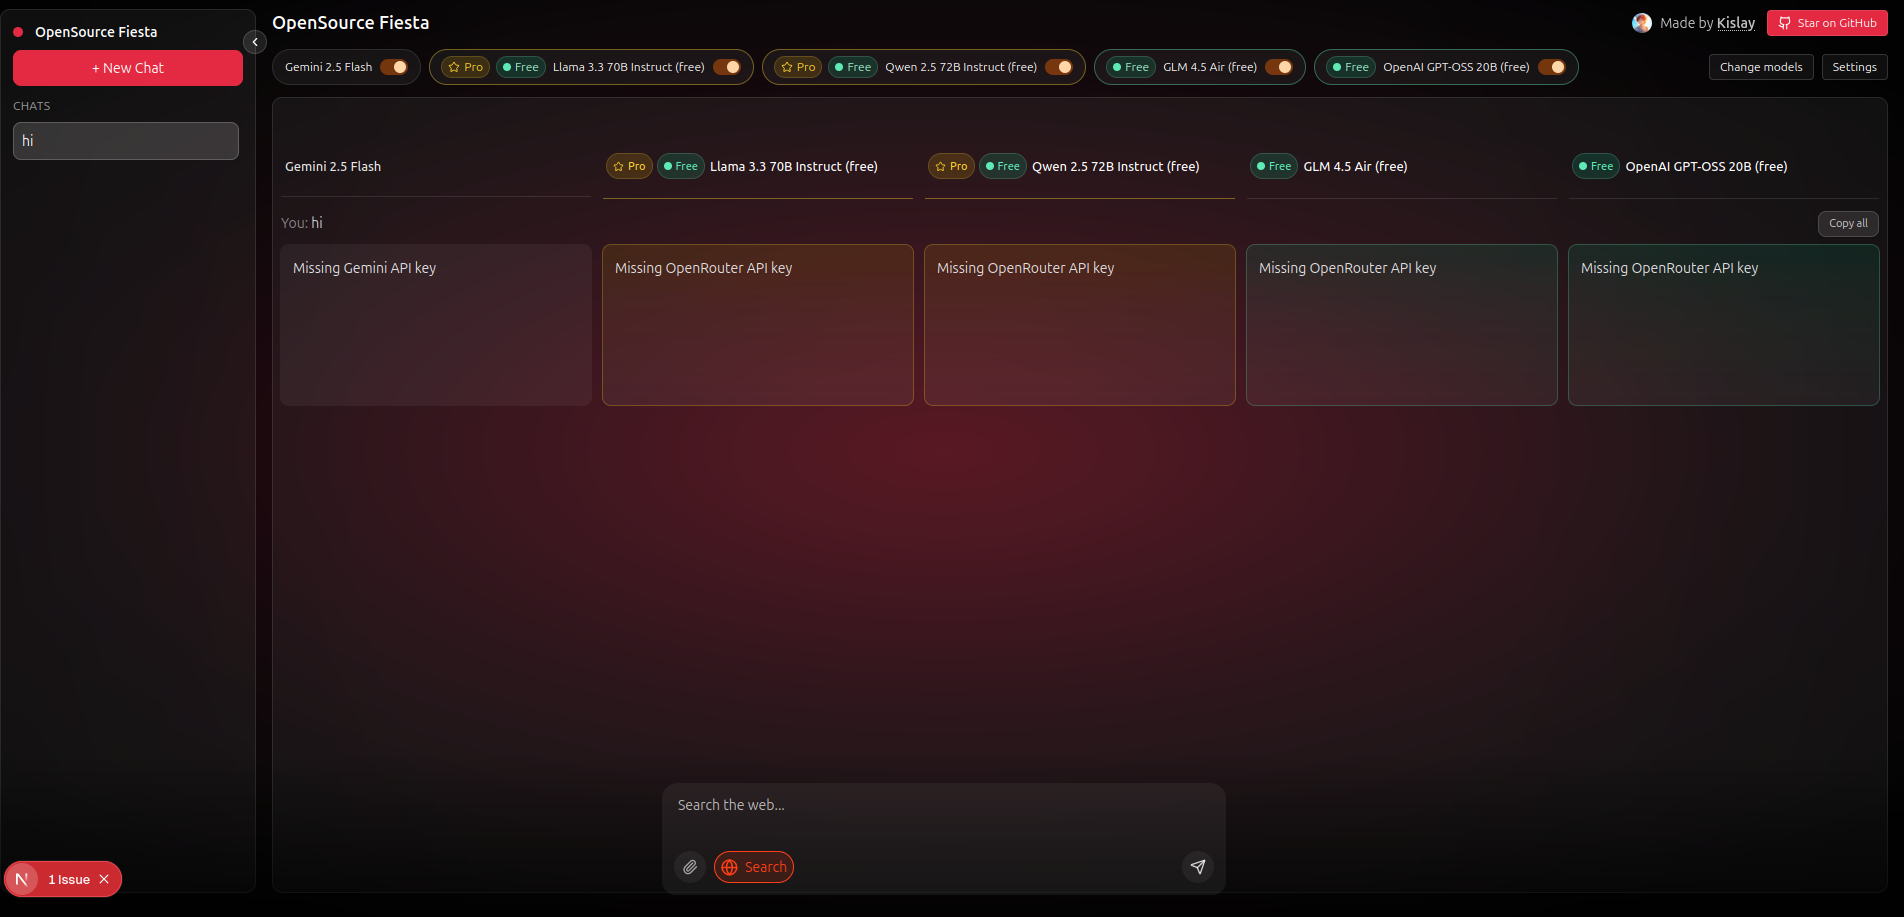 OpenSource Fiesta
+ New Chat
CHATS
hi
N 1 Issue
OpenSource Fiesta
Made by Kislay
Star on GitHub
Gemini 2.5 Flash
Pro Free Llama 3.3 70B Instruct (free)
Pro Free Qwen 2.5 72B Instruct (free)
Free GLM 4.5 Air (free)
Free OpenAI GPT-OSS 20B (free)
Change models
Settings
Gemini 2.5 Flash
Pro Free Llama 3.3 70B Instruct (free)
Pro Free Qwen 2.5 72B Instruct (free)
Free GLM 4.5 Air (free)
Free OpenAI GPT-OSS 20B (free)
You: hi
Copy all
Missing Gemini API key
Missing OpenRouter API key
Missing OpenRouter API key
Missing OpenRouter API key
Missing OpenRouter API key
Search the web...
Search